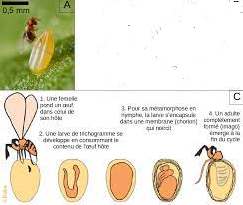 A
0,5 mm
C
1. Une femelle
pond un œuf
dans celui de
son hôte
2. Une larve de trichogramme se
développe en consommant le
contenu de l'œuf hôte
3. Pour sa métamorphose en
nymphe, la larve s'encapsule
dans une membrane (chorion)
qui noircit
4. Un adulte
complètement
formé (imago)
émerge à la
fin du cycle